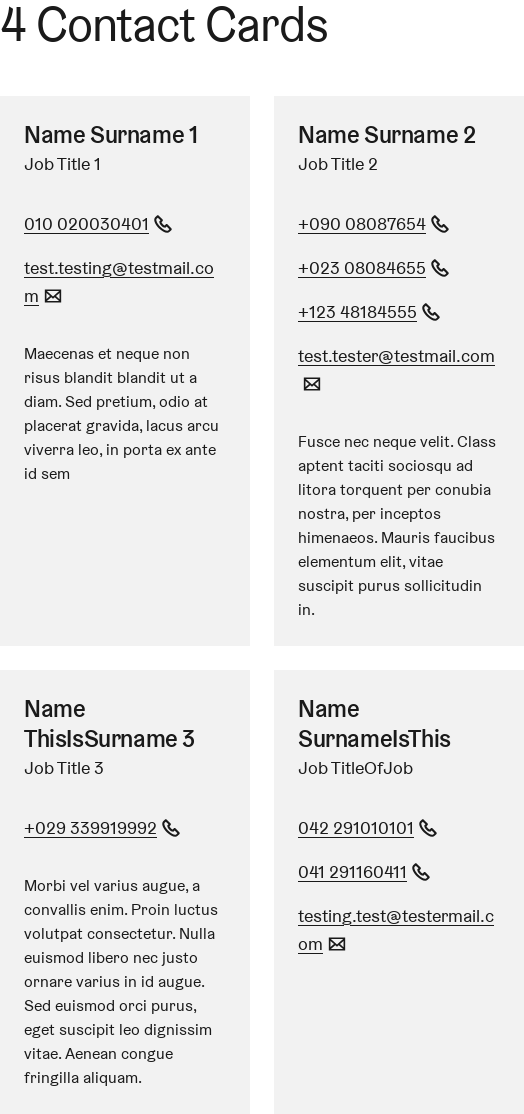 4 Contact Cards
Name Surname 1
Job Title 1
010 020030401
test.testing@testmail.co
m
Maecenas et neque non
risus blandit blandit ut a
diam. Sed pretium, odio at
placerat gravida, lacus arcu
viverra leo, in porta ex ante
id sem
Name Surname 2
Job Title 2
+090 08087654
+023 08084655
+123 48184555
test.tester@testmail.com
Fusce nec neque velit. Class
aptent taciti sociosqu ad
litora torquent per conubia
nostra, per inceptos
himenaeos. Mauris faucibus
elementum elit, vitae
suscipit purus sollicitudin
in.
Name
ThisIsSurname 3
Job Title 3
+029 339919992
Morbi vel varius augue, a
convallis enim. Proin luctus
volutpat consectetur. Nulla
euismod libero nec justo
ornare varius in id augue.
Sed euismod orci purus,
eget suscipit leo dignissim
vitae. Aenean congue
fringilla aliquam.
Name
SurnameIsThis
Job TitleOfJob
042 291010101
041 291160411
testing.test@testermail.c
om